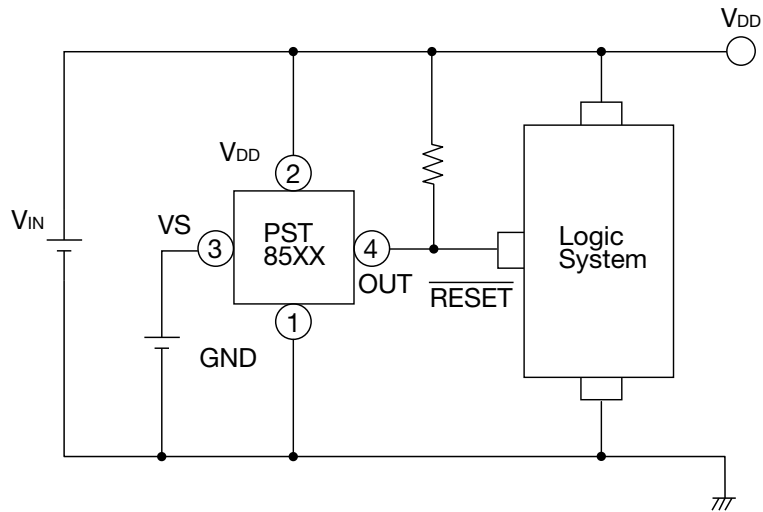 VDD
VDD
2
VIN
VS
3
PST
85XX
4
OUT
RESET
Logic
System
1
GND